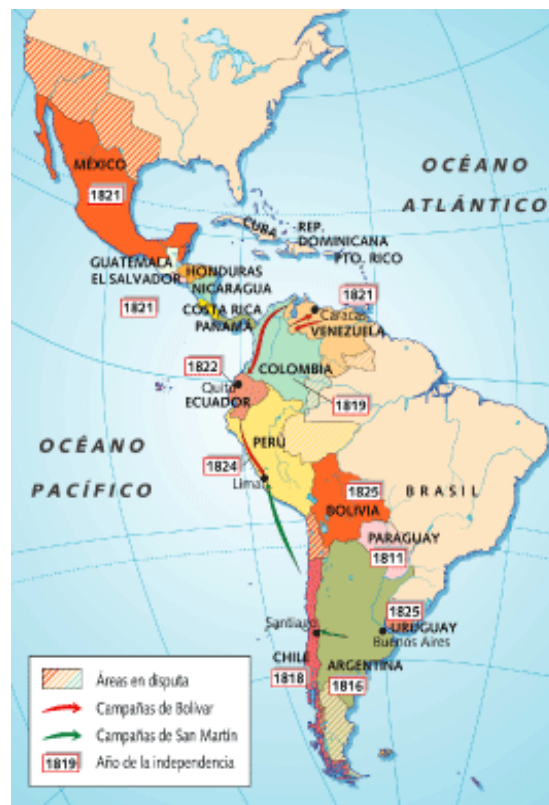 MÉXICO
1821
OCÉANO
ATLÁNTICO
CUBA
REP.
DOMINICANA
PTO. RICO
GUATEMALA
EL SALVADOR
HONDURAS
NICARAGUA
1821
COSTA RICA
PANAMÁ
1821
Caracas
VENEZUELA
1822
Quito
ECUADOR
COLOMBIA
1819
OCÉANO
PACÍFICO
PERÚ
1824
Lima
1825
BOLIVIA
BRASIL
PARAGUAY
1811
1825
URUGUAY
Santiago
Buenos Aires
CHILE
1818
ARGENTINA
1816
Áreas en disputa
Campañas de Bolívar
Campañas de San Martín
1819 Año de la independencia